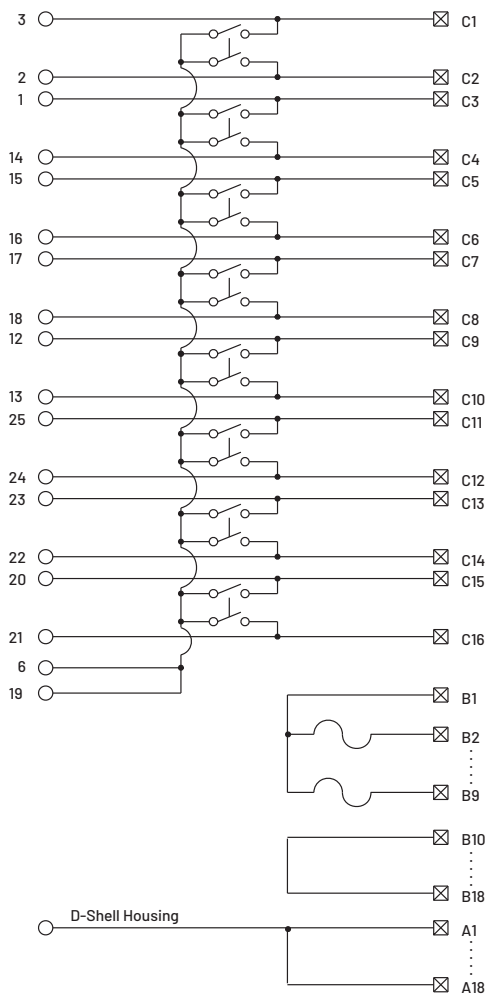 3 C1
2 C2
1 C3
14 C4
15 C5
16 C6
17 C7
18 C8
12 C9
13 C10
25 C11
24 C12
23 C13
22 C14
20 C15
21 C16
6
19
B1
B2
B9
B10
B18
D-Shell Housing
A1
A18